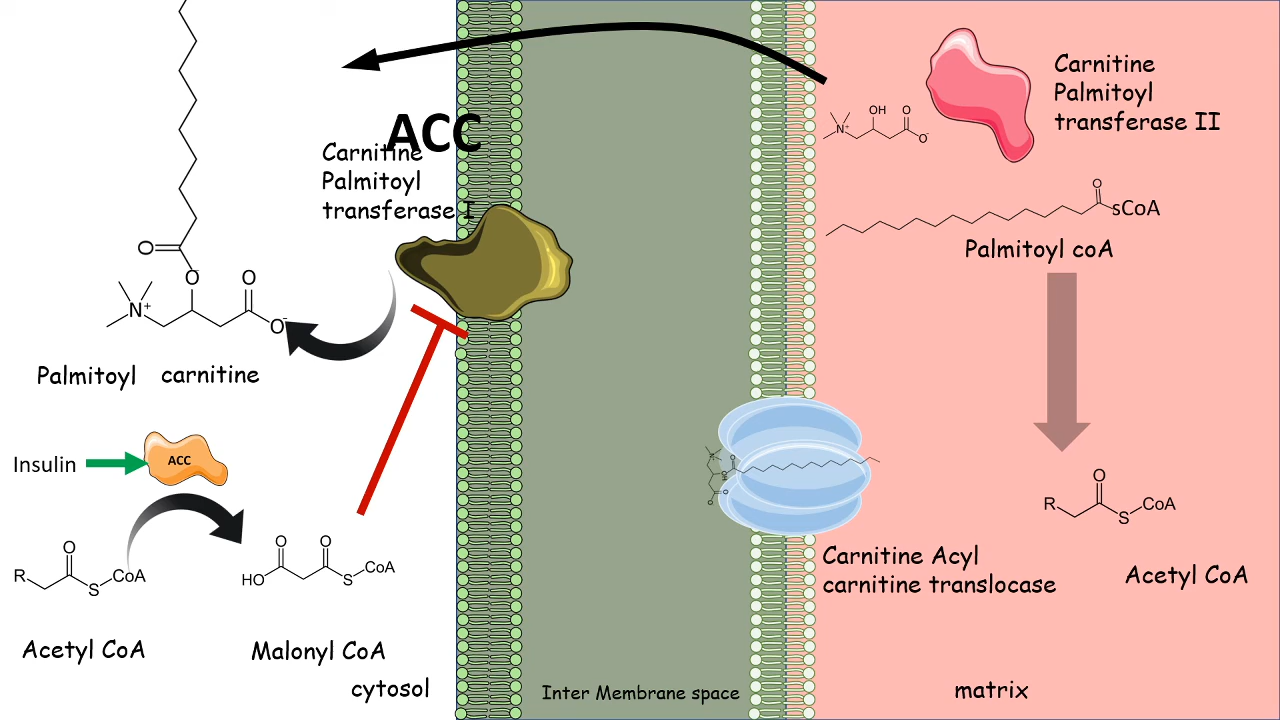 ACC
Carnitine
Palmitoyl
transferase I
O
O
O
N+
O-
Palmitoyl carnitine
Insulin
ACC
R
O
S
CoA
Acetyl CoA
HO
O
O
S
CoA
Malonyl CoA
cytosol
Inter Membrane space
Carnitine
Palmitoyl
transferase II
OH
O
N+
O-
O
sCoA
Palmitoyl coA
R
O
S
CoA
Acetyl CoA
Carnitine Acyl
carnitine translocase
matrix